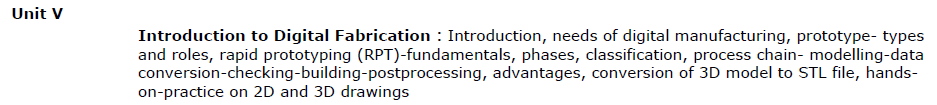 Unit V
Introduction to Digital Fabrication : Introduction, needs of digital manufacturing, prototype- types
and roles, rapid prototyping (RPT)-fundamentals, phases, classification, process chain- modelling-data
conversion-checking-building-postprocessing, advantages, conversion of 3D model to STL file, hands-
on-practice on 2D and 3D drawings